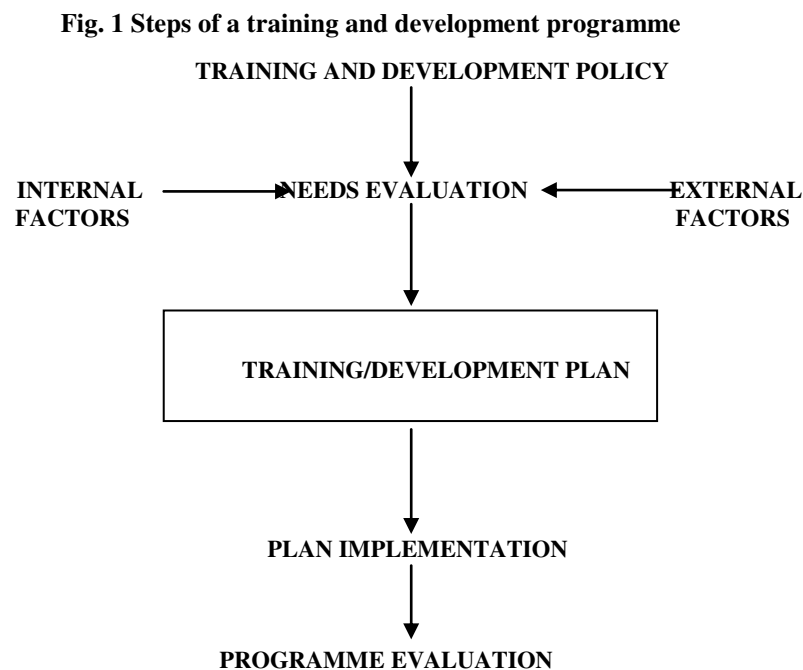 Fig. 1 Steps of a training and development programme
TRAINING AND DEVELOPMENT POLICY
INTERNAL FACTORS
NEEDS EVALUATION
EXTERNAL FACTORS
TRAINING/DEVELOPMENT PLAN
PLAN IMPLEMENTATION
PROGRAMME EVALUATION